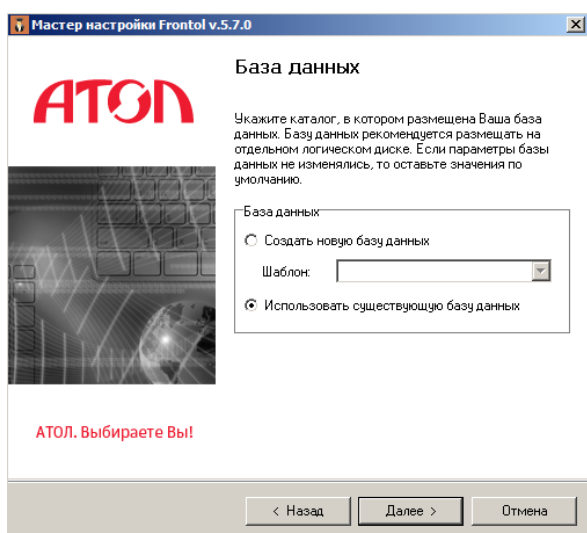 Мастер настройки Frontol v.5.7.0
АТОЛ
База данных
Укажите каталог, в котором размещена Ваша база
данных. Базу данных рекомендуется размещать на
отдельном логическом диске. Если параметры базы
данных не изменялись, то оставьте значения по
умолчанию.
База данных
Создать новую базу данных
Шаблон:
Использовать существующую базу данных
АТОЛ. Выбираете Вы!
< Назад
Далее >
Отмена